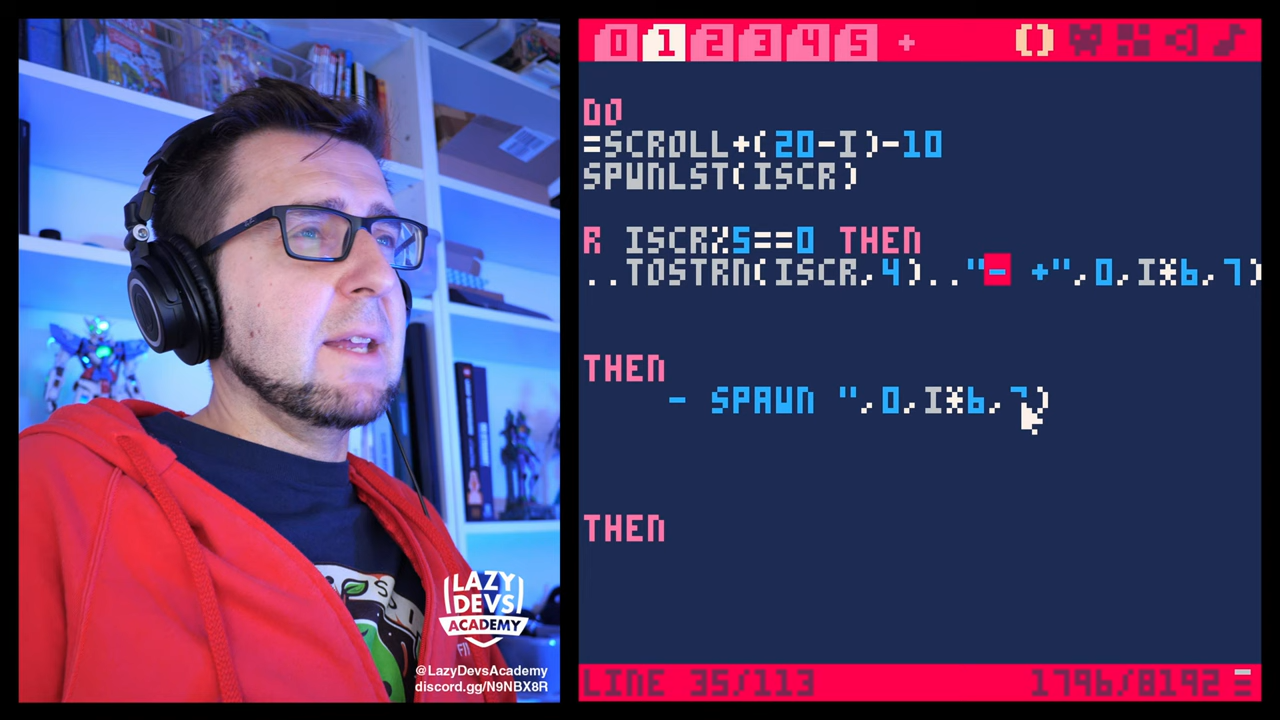 0 1 2 3 4 5 +
DO
=SCROLL+(20-I)-10
SPWNLST(ISCR)
R ISCR%5==0 THEN
..TOSTRN(ISCR,4).."- +",0,I*6,7)
THEN
- SPAWN ",0,I*6,7)
THEN
LINE 35/113
1796/8192
LAZY
DEVS
ACADEMY
@LazyDevsAcademy
discord.gg/N9NBX8R